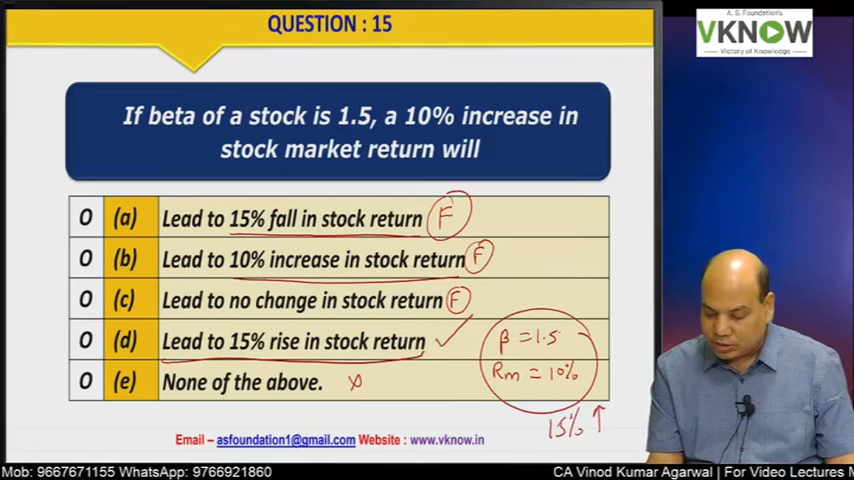 QUESTION : 15
A. S. Foundation's
VKNOW
Victory of Knowledge
If beta of a stock is 1.5, a 10% increase in
stock market return will
O (a) Lead to 15% fall in stock return F
O (b) Lead to 10% increase in stock return F
O (c) Lead to no change in stock return F
O (d) Lead to 15% rise in stock return ✓
O (e) None of the above. x
β = 1.5
Rm = 10%
15% ↑
Email – asfoundation1@gmail.com Website : www.vknow.in
Mob: 9667671155 WhatsApp: 9766921860
CA Vinod Kumar Agarwal | For Video Lectures M